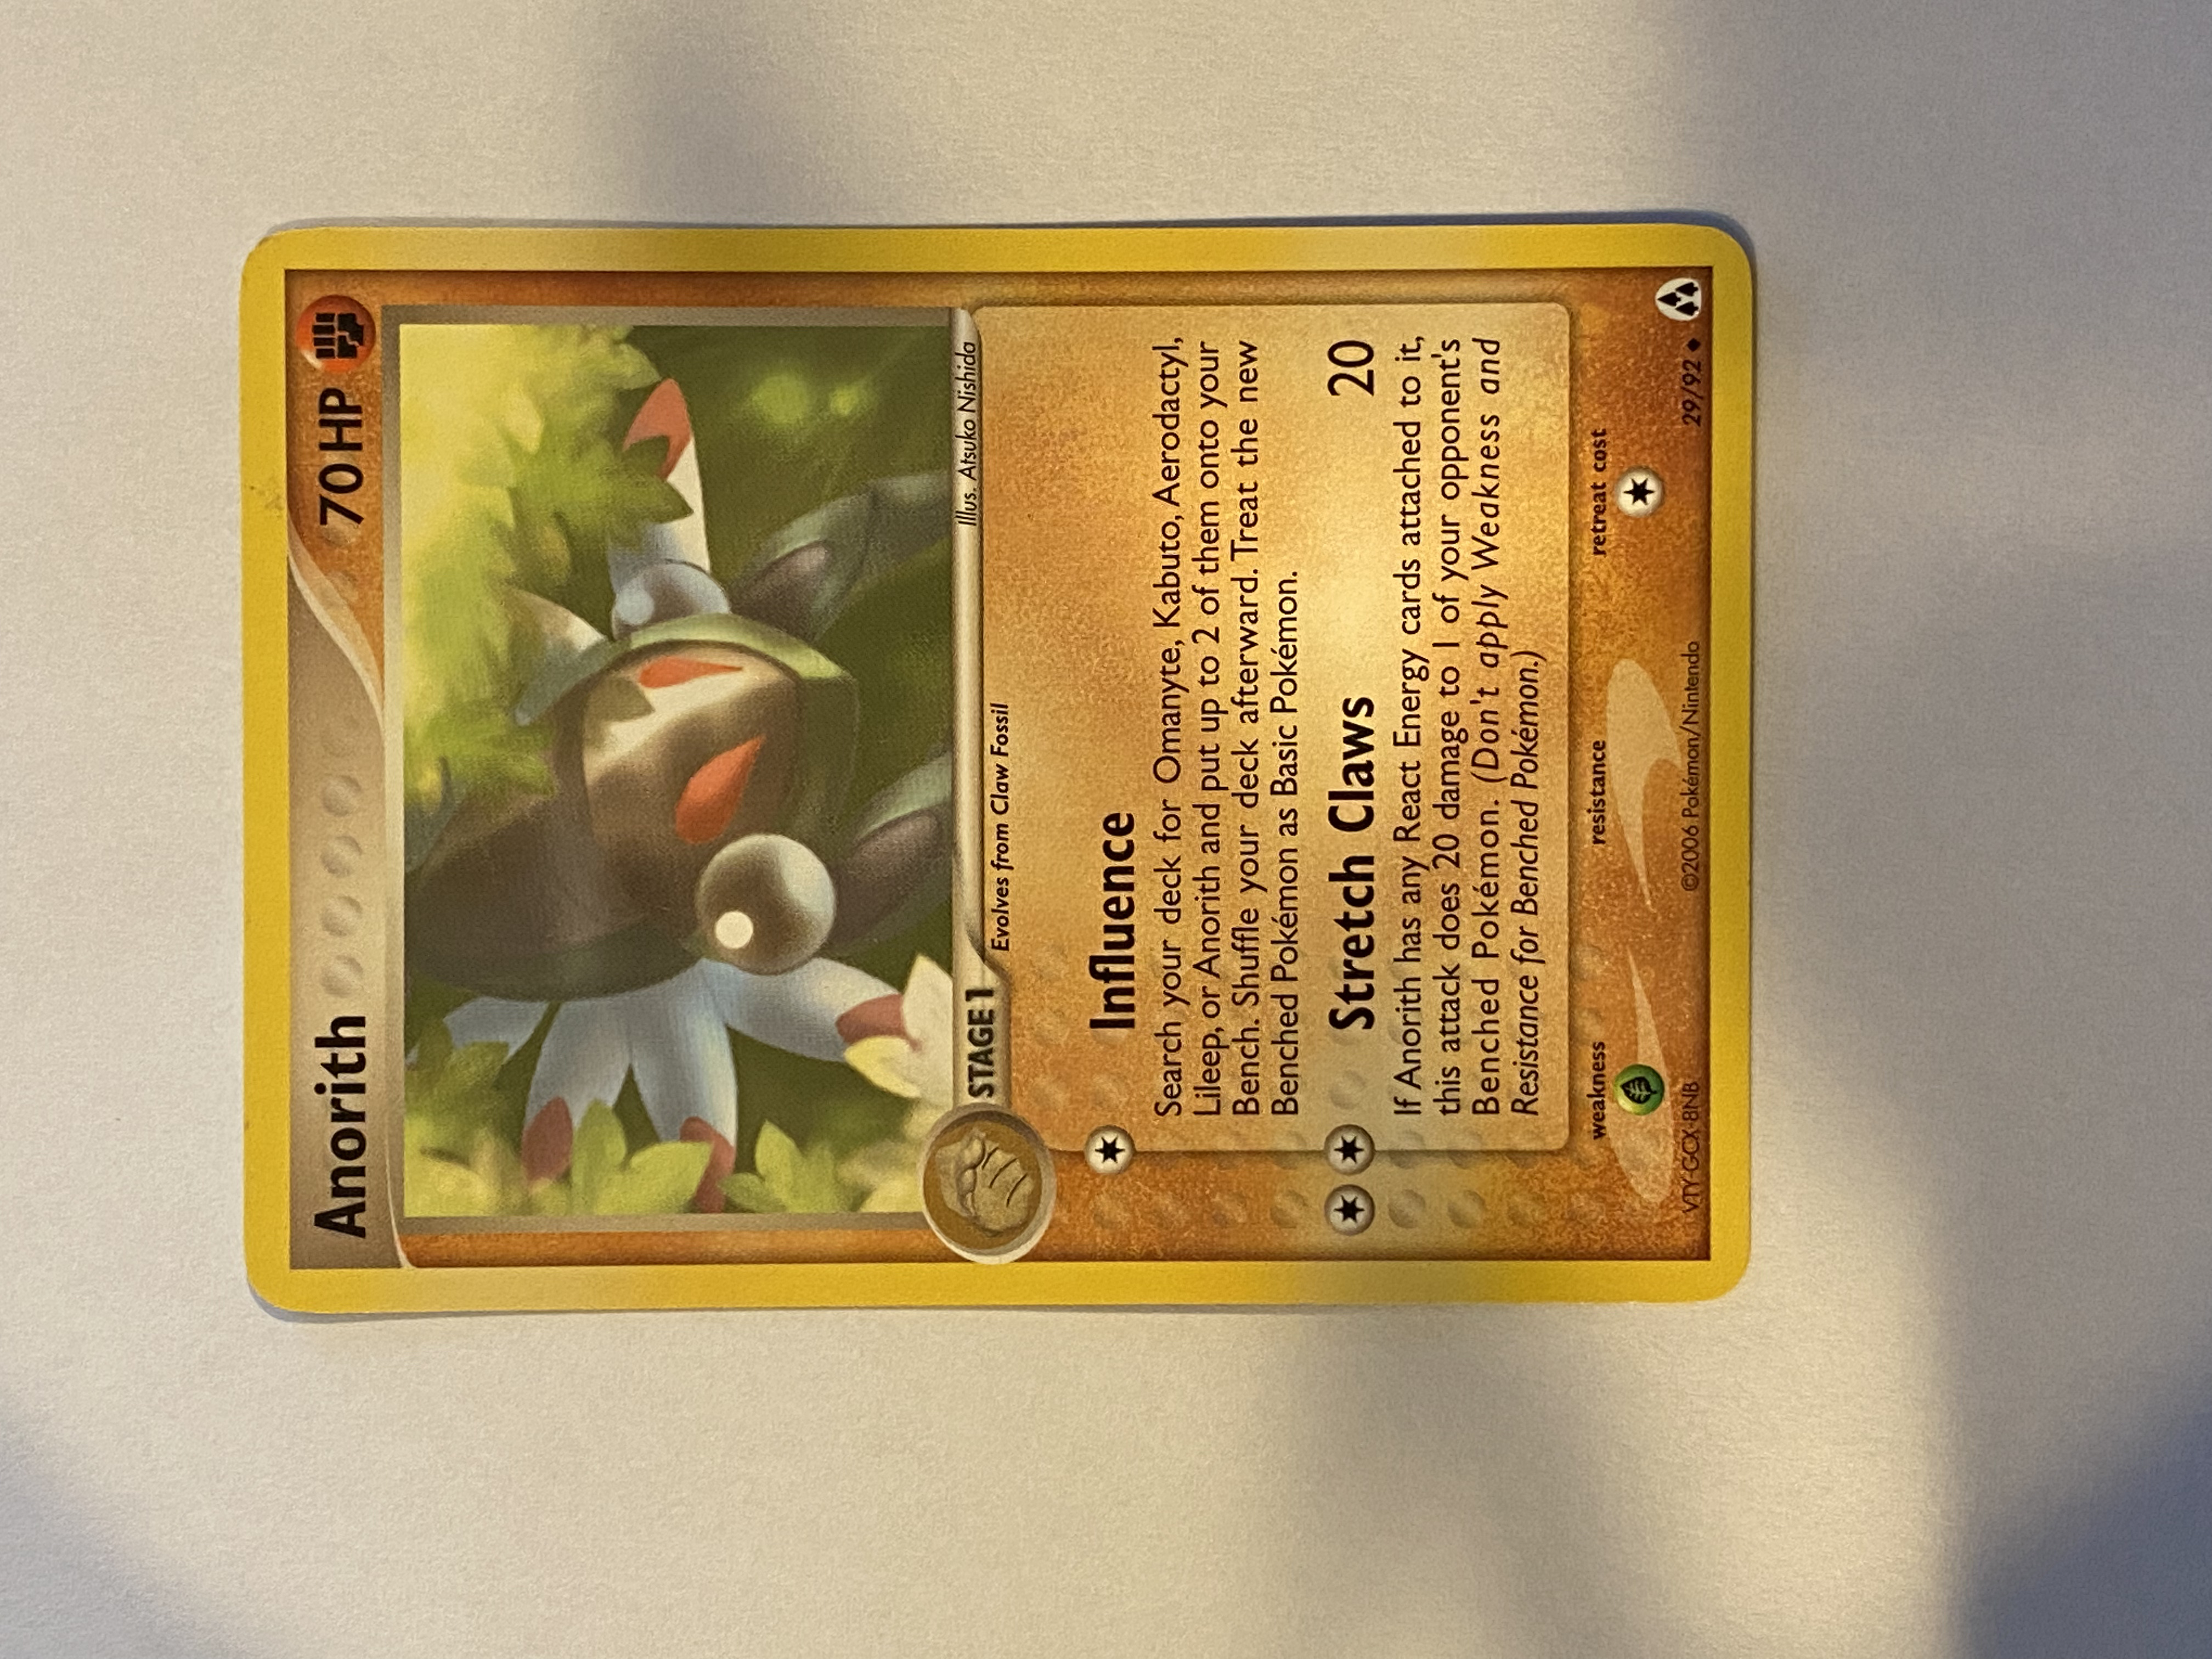 Anorith
70 HP
Illus. Atsuko Nishida
STAGE 1
Evolves from Claw Fossil
Influence
Search your deck for Omanyte, Kabuto, Aerodactyl,
Lileep, or Anorith and put up to 2 of them onto your
Bench. Shuffle your deck afterward. Treat the new
Benched Pokémon as Basic Pokémon.
Stretch Claws 20
If Anorith has any React Energy cards attached to it,
this attack does 20 damage to 1 of your opponent's
Benched Pokémon. (Don't apply Weakness and
Resistance for Benched Pokémon.)
weakness resistance retreat cost
VTY-GCX-8NB ©2006 Pokémon/Nintendo 29/92